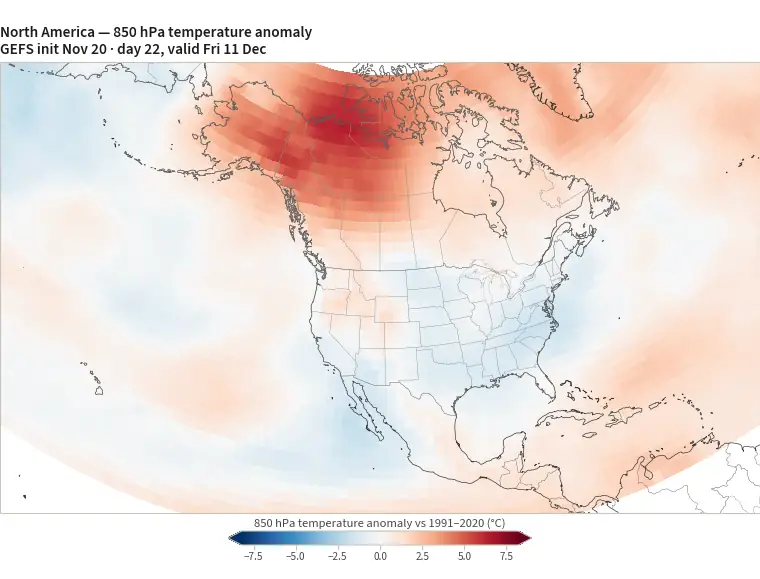 North America — 850 hPa temperature anomaly
GEFS init Nov 20 · day 22, valid Fri 11 Dec
850 hPa temperature anomaly vs 1991–2020 (°C)
−7.5 −5.0 −2.5 0.0 2.5 5.0 7.5